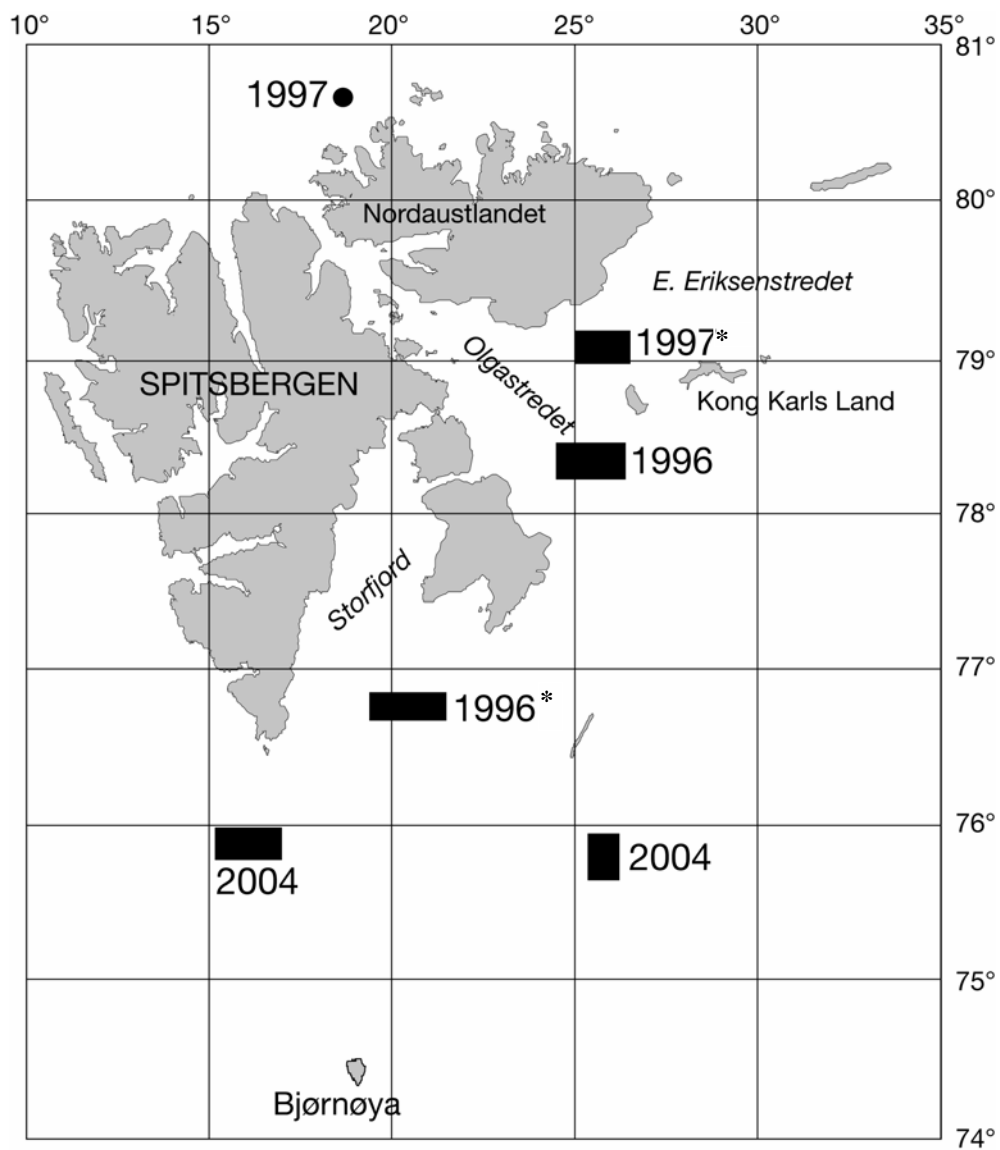 10° 15° 20° 25° 30° 35°
81°
1997
80°
Nordaustlandet
E. Eriksenstredet
1997*
79°
Olgastredet
SPITSBERGEN
Kong Karls Land
1996
78°
Storfjord
77°
1996*
76°
2004
2004
75°
Bjørnøya
74°